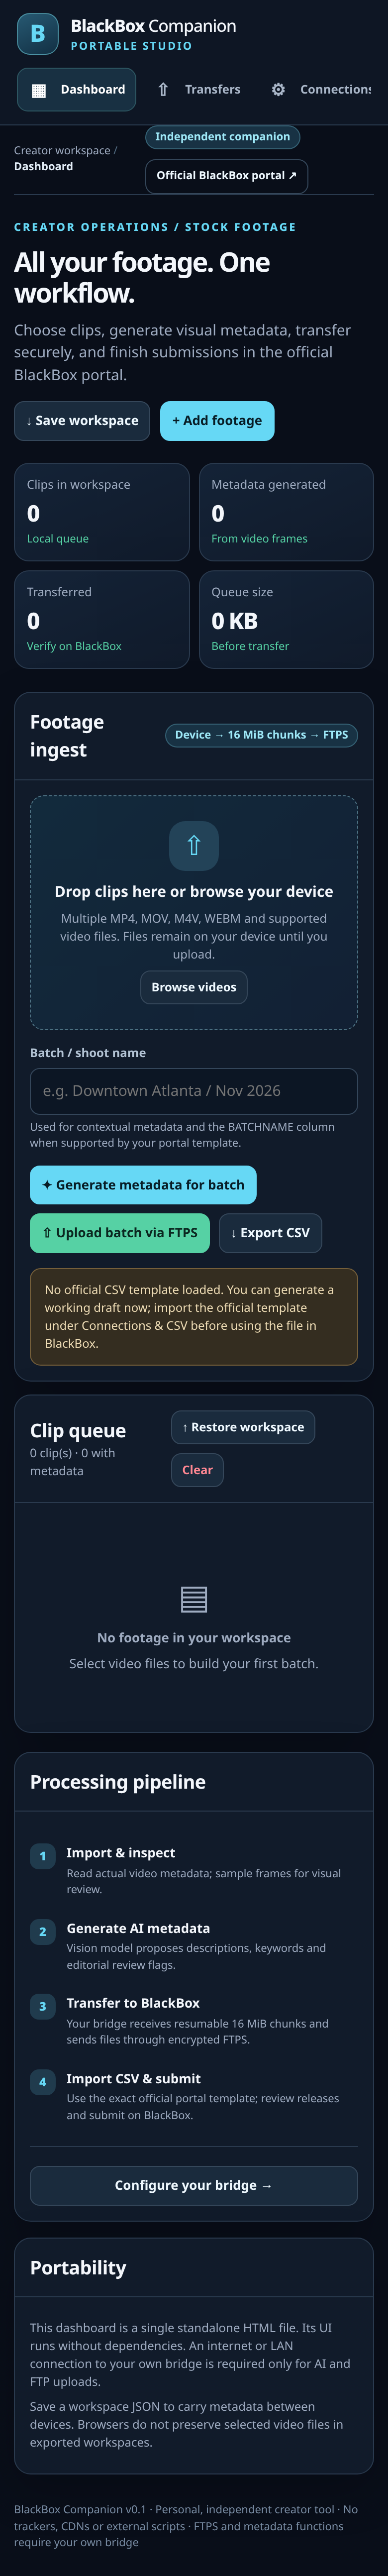 B
BlackBox Companion
PORTABLE STUDIO
▦ Dashboard
⇧ Transfers
⚙ Connections
Creator workspace /
Dashboard
Independent companion
Official BlackBox portal ↗
CREATOR OPERATIONS / STOCK FOOTAGE
All your footage. One
workflow.
Choose clips, generate visual metadata, transfer
securely, and finish submissions in the official
BlackBox portal.
↓ Save workspace
+ Add footage
Clips in workspace
0
Local queue
Metadata generated
0
From video frames
Transferred
0
Verify on BlackBox
Queue size
0 KB
Before transfer
Footage
ingest
Device → 16 MiB chunks → FTPS
⇧
Drop clips here or browse your device
Multiple MP4, MOV, M4V, WEBM and supported
video files. Files remain on your device until you
upload.
Browse videos
Batch / shoot name
e.g. Downtown Atlanta / Nov 2026
Used for contextual metadata and the BATCHNAME column
when supported by your portal template.
✦ Generate metadata for batch
⇧ Upload batch via FTPS
↓ Export CSV
No official CSV template loaded. You can generate a
working draft now; import the official template
under Connections & CSV before using the file in
BlackBox.
Clip queue
0 clip(s) · 0 with
metadata
↑ Restore workspace
Clear
▤
No footage in your workspace
Select video files to build your first batch.
Processing pipeline
1
Import & inspect
Read actual video metadata; sample frames for visual
review.
2
Generate AI metadata
Vision model proposes descriptions, keywords and
editorial review flags.
3
Transfer to BlackBox
Your bridge receives resumable 16 MiB chunks and
sends files through encrypted FTPS.
4
Import CSV & submit
Use the exact official portal template; review releases
and submit on BlackBox.
Configure your bridge →
Portability
This dashboard is a single standalone HTML file. Its UI
runs without dependencies. An internet or LAN
connection to your own bridge is required only for AI and
FTP uploads.
Save a workspace JSON to carry metadata between
devices. Browsers do not preserve selected video files in
exported workspaces.
BlackBox Companion v0.1 · Personal, independent creator tool · No
trackers, CDNs or external scripts · FTPS and metadata functions
require your own bridge